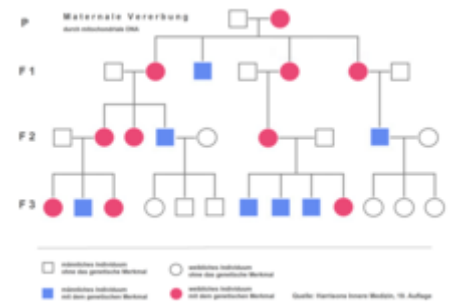 P
Maternale Vererbung
durch mitochondriale DNA
F 1
F 2
F 3
männliches Individuum
ohne das genetische Merkmal
weibliches Individuum
ohne das genetische Merkmal
männliches Individuum
mit dem genetischen Merkmal
weibliches Individuum
mit dem genetischen Merkmal
Quelle: Harrisons Innere Medizin, 16. Auflage